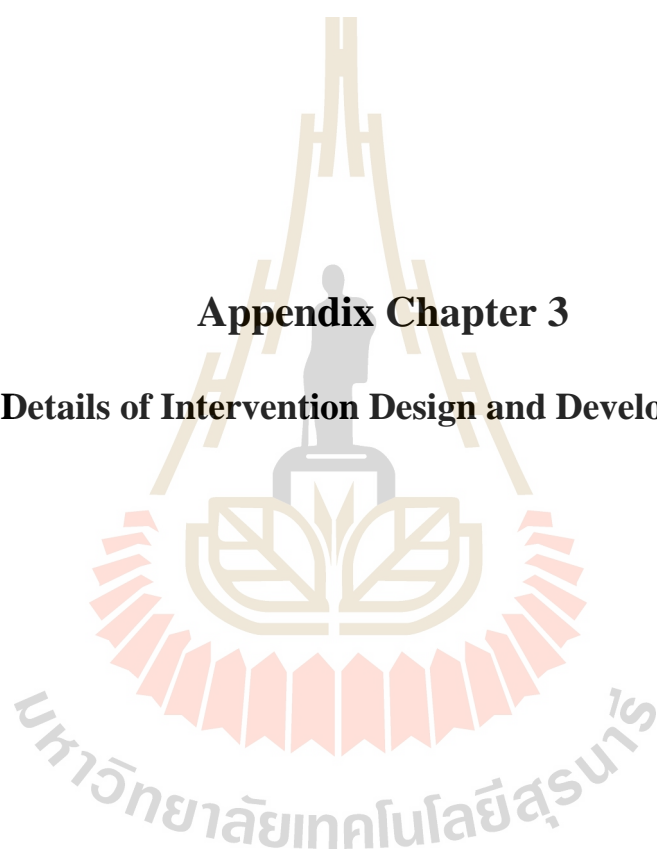 Appendix Chapter 3
Details of Intervention Design and Develo
มหาวิทยาลัยเทคโนโลยีสุรนารี